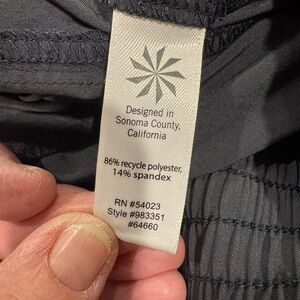 Designed in
Sonoma County,
California
86% recycle polyester,
14% spandex
RN #54023
Style #983351
#64660